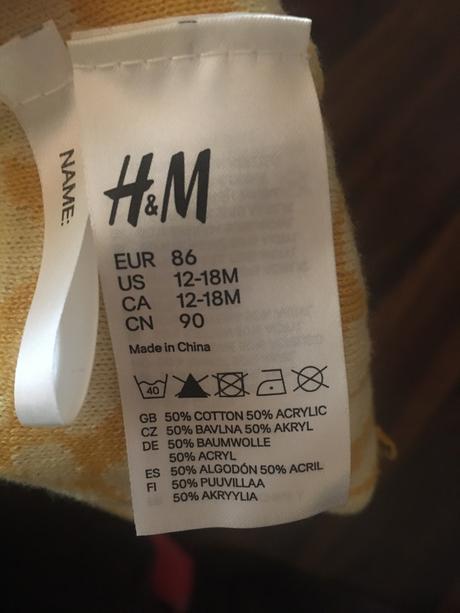 NAME:
H&M
EUR 86
US 12-18M
CA 12-18M
CN 90
Made in China
40
GB 50% COTTON 50% ACRYLIC
CZ 50% BAVLNA 50% AKRYL
DE 50% BAUMWOLLE
50% ACRYL
ES 50% ALGODÓN 50% ACRIL
FI 50% PUUVILLAA
50% AKRYYLIA